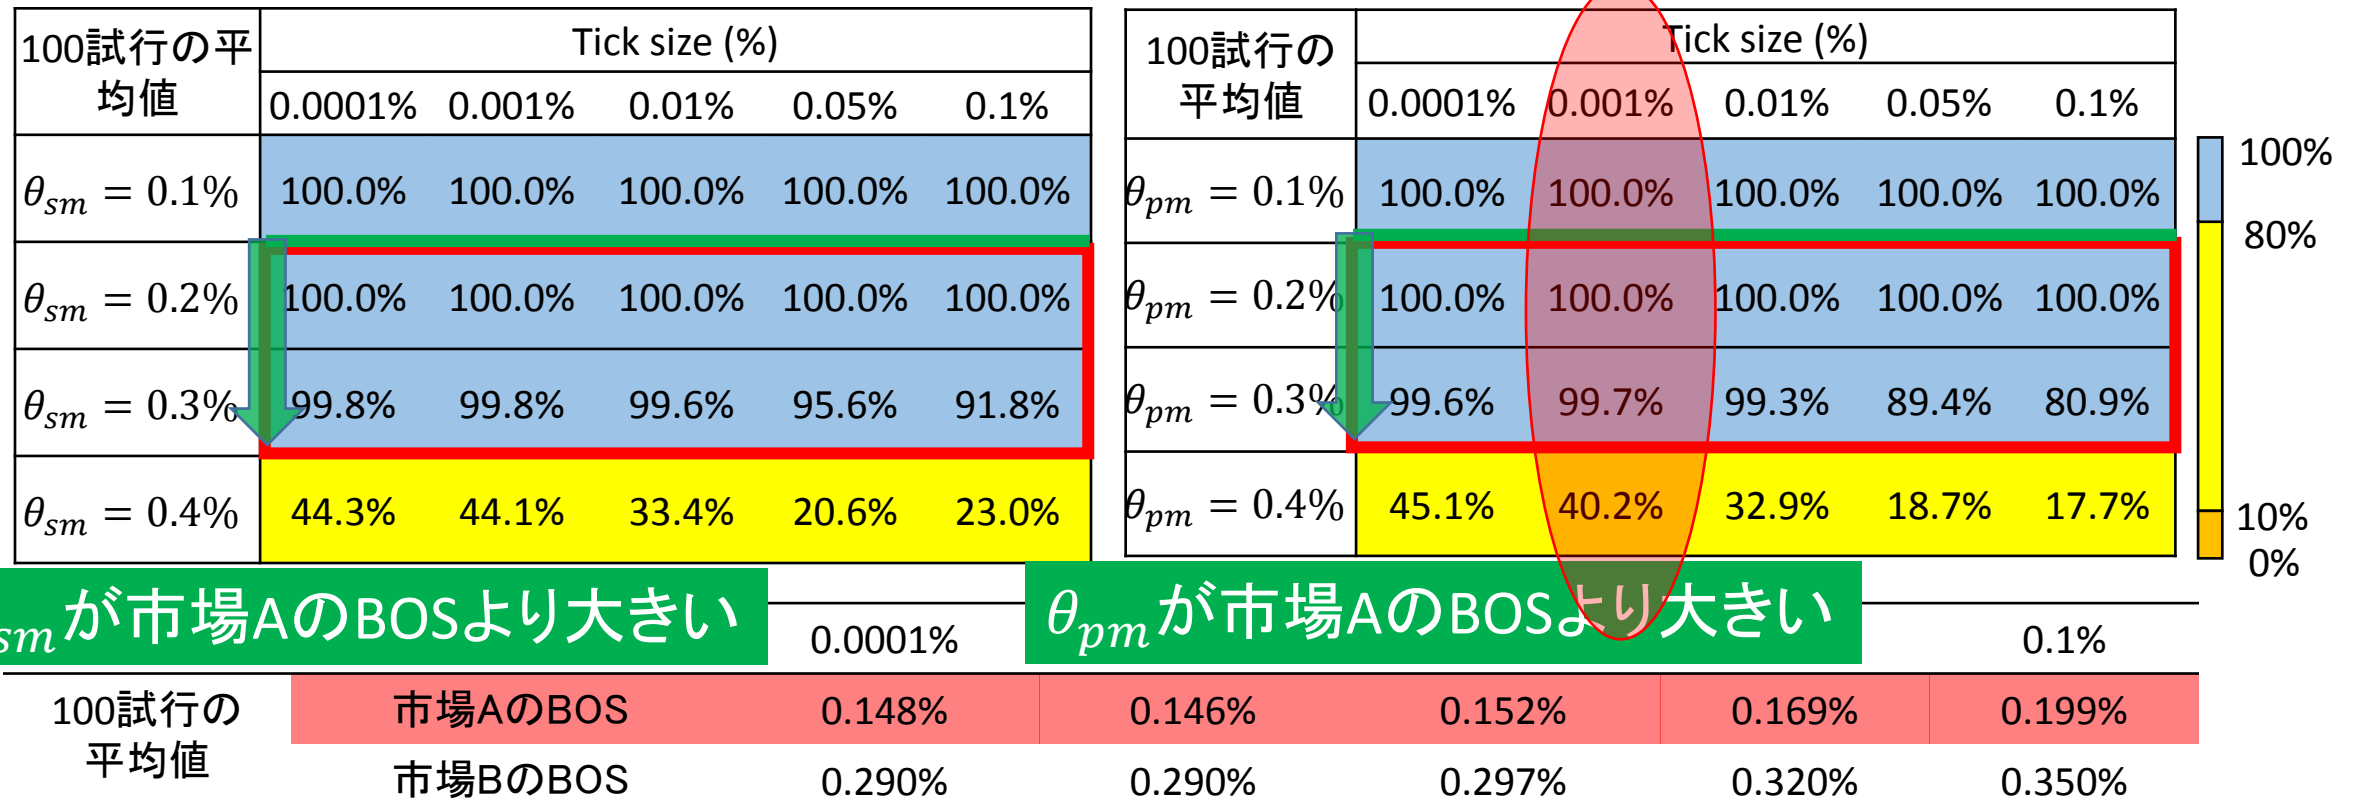 100試行の平
均値
Tick size (%)
0.0001% 0.001% 0.01% 0.05% 0.1%
θsm = 0.1% 100.0% 100.0% 100.0% 100.0% 100.0%
θsm = 0.2% 100.0% 100.0% 100.0% 100.0% 100.0%
θsm = 0.3% 99.8% 99.8% 99.6% 95.6% 91.8%
θsm = 0.4% 44.3% 44.1% 33.4% 20.6% 23.0%
100試行の
平均値
Tick size (%)
0.0001% 0.001% 0.01% 0.05% 0.1%
θpm = 0.1% 100.0% 100.0% 100.0% 100.0% 100.0%
θpm = 0.2% 100.0% 100.0% 100.0% 100.0% 100.0%
θpm = 0.3% 99.6% 99.7% 99.3% 89.4% 80.9%
θpm = 0.4% 45.1% 40.2% 32.9% 18.7% 17.7%
100%
80%
10%
0%
smが市場AのBOSより大きい
θpmが市場AのBOSより大きい
0.0001% 0.1%
100試行の
平均値
市場AのBOS 0.148% 0.146% 0.152% 0.169% 0.199%
市場BのBOS 0.290% 0.290% 0.297% 0.320% 0.350%